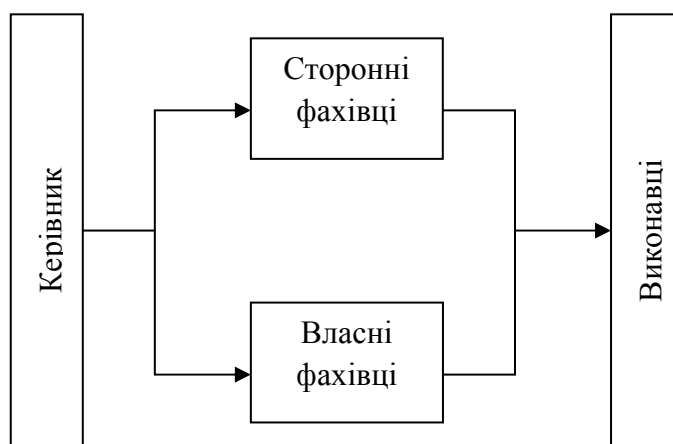 Керівник
Сторонні
фахівці
Власні
фахівці
Виконавці